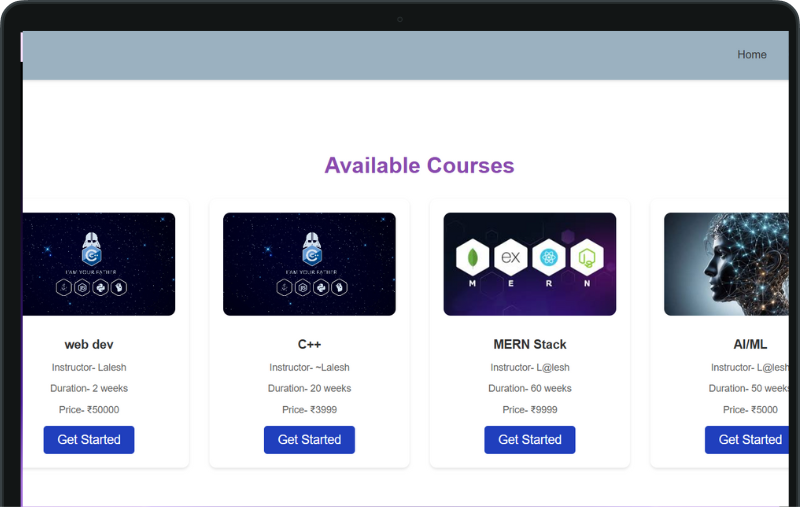 Home
Available Courses
I AM YOUR FATHER
web dev
Instructor- Lalesh
Duration- 2 weeks
Price- ₹50000
Get Started
I AM YOUR FATHER
C++
Instructor- ~Lalesh
Duration- 20 weeks
Price- ₹3999
Get Started
ex
M E R N
MERN Stack
Instructor- L@lesh
Duration- 60 weeks
Price- ₹9999
Get Started
AI/ML
Instructor- L@lesh
Duration- 50 weeks
Price- ₹5000
Get Started